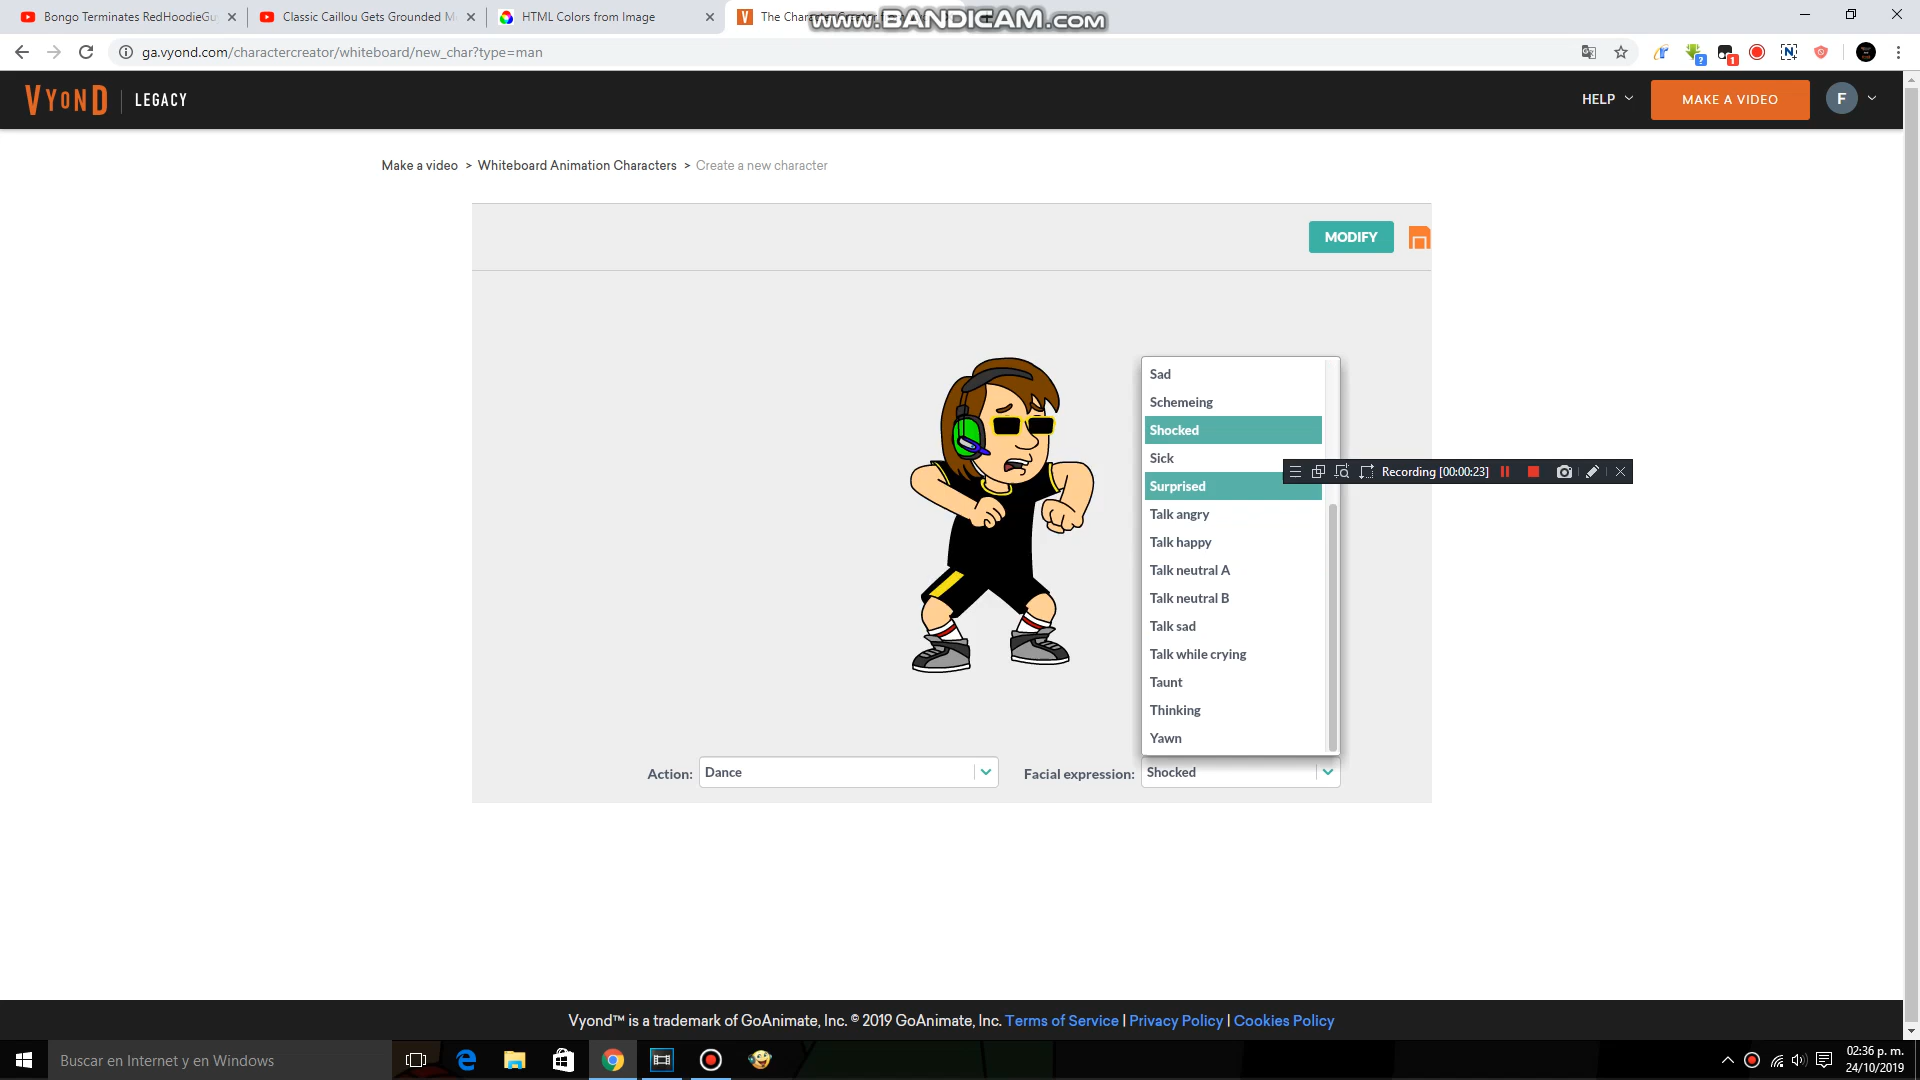 Bongo Terminates RedHoodieGu
Classic Caillou Gets Grounded M
HTML Colors from Image
The Character Creator
www.BANDICAM.com
ga.vyond.com/charactercreator/whiteboard/new_char?type=man
VYOND LEGACY
HELP
MAKE A VIDEO
F
Make a video > Whiteboard Animation Characters > Create a new character
MODIFY
Sad
Schemeing
Shocked
Sick
Surprised
Recording [00:00:23]
Talk angry
Talk happy
Talk neutral A
Talk neutral B
Talk sad
Talk while crying
Taunt
Thinking
Yawn
Action: Dance
Facial expression: Shocked
Vyond™ is a trademark of GoAnimate, Inc. © 2019 GoAnimate, Inc. Terms of Service | Privacy Policy | Cookies Policy
Buscar en Internet y en Windows
02:36 p. m.
24/10/2019